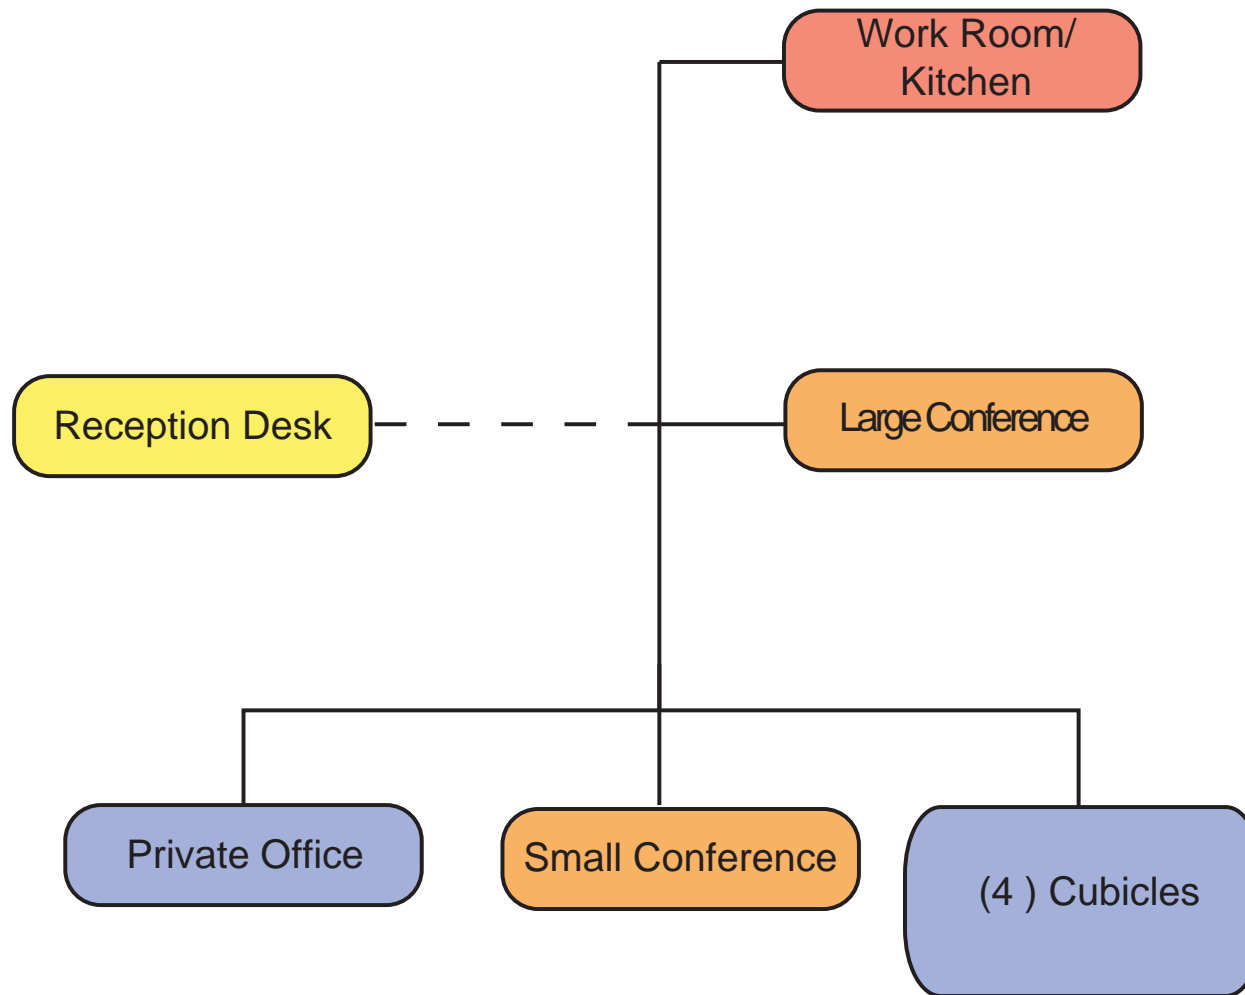 Work Room/
Kitchen
Reception Desk
Large Conference
Private Office
Small Conference
(4 ) Cubicles